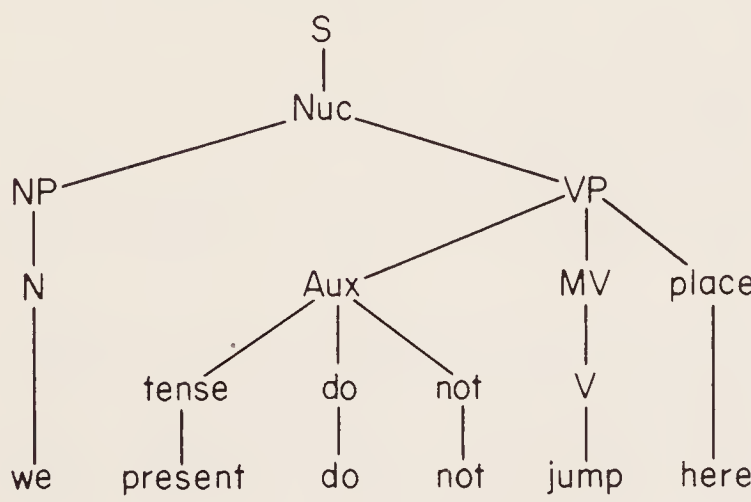 S
Nuc
NP VP
N Aux MV place
tense do not V
we present do not jump here